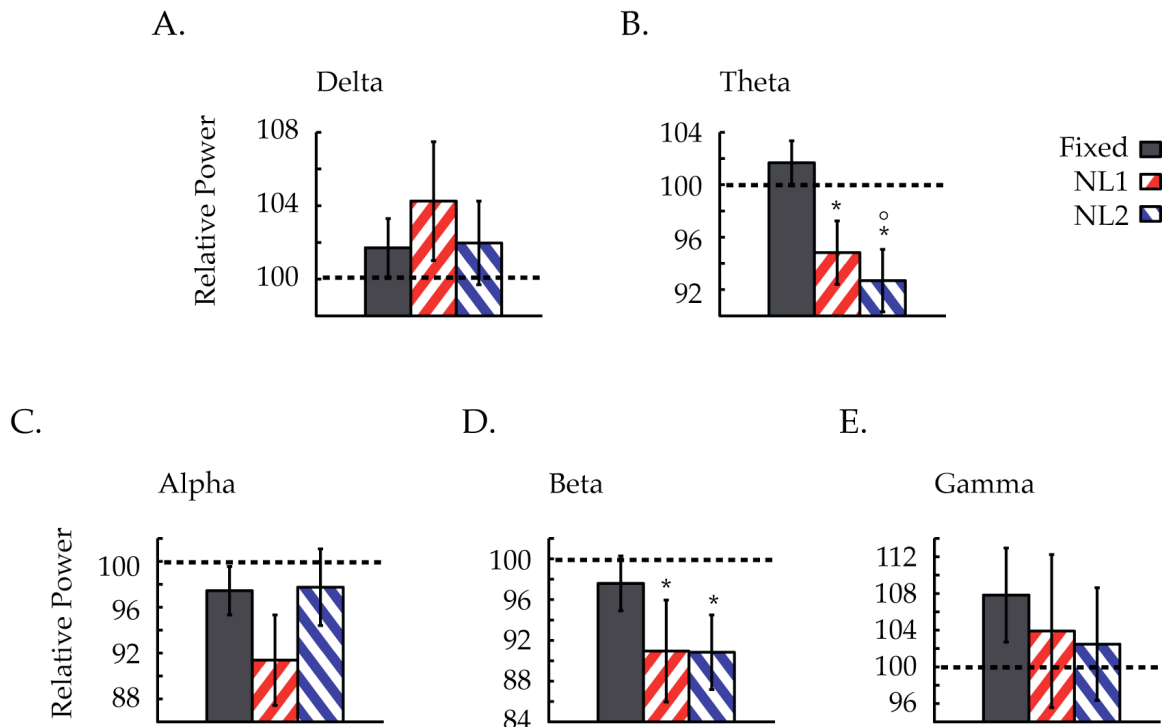 A.
B.
Delta
Theta
Relative Power
108
104
100
104
100
96
92
*
°
*
Fixed
NL1
NL2
C.
D.
E.
Alpha
Beta
Gamma
Relative Power
100
96
92
88
100
96
92
88
84
*
*
112
108
104
100
96